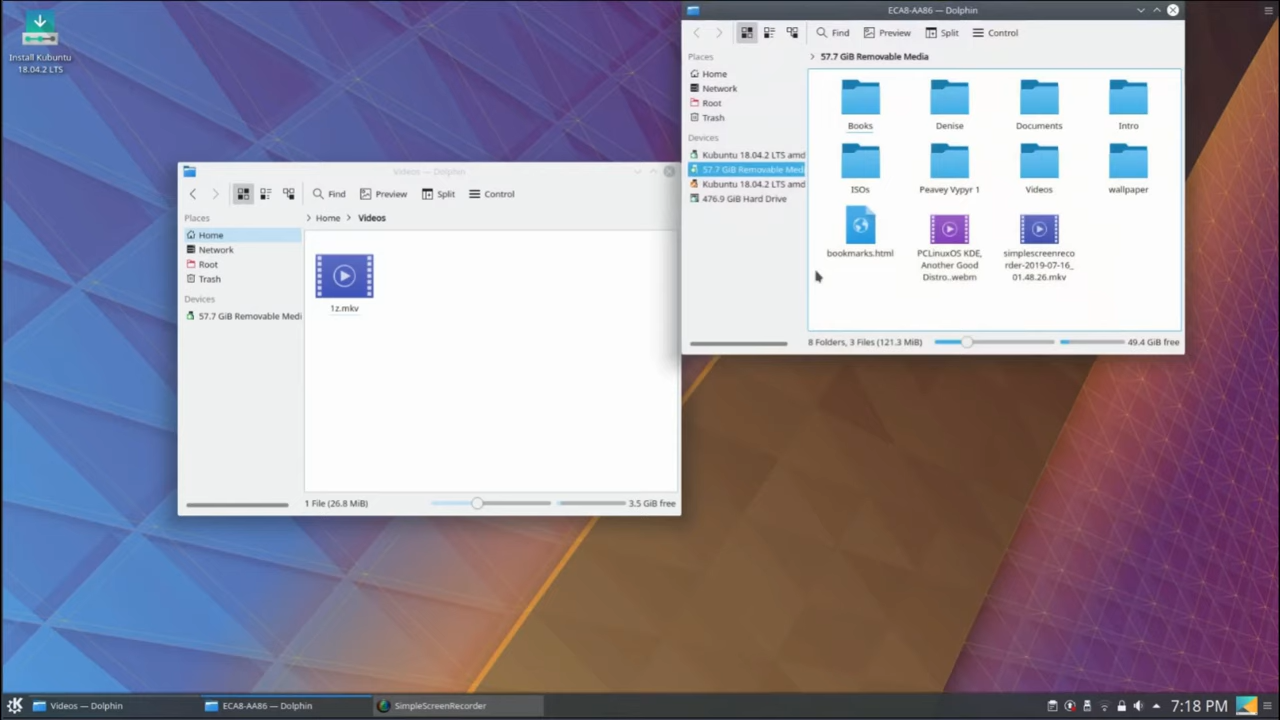 Install Kubuntu
18.04.2 LTS
ECA8-AA86 — Dolphin
Find
Preview
Split
Control
Places
57.7 GiB Removable Media
Home
Network
Root
Trash
Devices
Kubuntu 18.04.2 LTS amd
57.7 GiB Removable Medi
Kubuntu 18.04.2 LTS amd
476.9 GiB Hard Drive
Books
Denise
Documents
Intro
ISOs
Peavey Vypyr 1
Videos
wallpaper
bookmarks.html
PCLinuxOS KDE,
Another Good
Distro..webm
simplescreenreco
rder-2019-07-16_
01.48.26.mkv
8 Folders, 3 Files (121.3 MiB)
49.4 GiB free
Videos — Dolphin
Find
Preview
Split
Control
Places
Home
Videos
Home
Network
Root
Trash
Devices
57.7 GiB Removable Medi
1z.mkv
1 File (26.8 MiB)
3.5 GiB free
Videos — Dolphin
ECA8-AA86 — Dolphin
SimpleScreenRecorder
7:18 PM